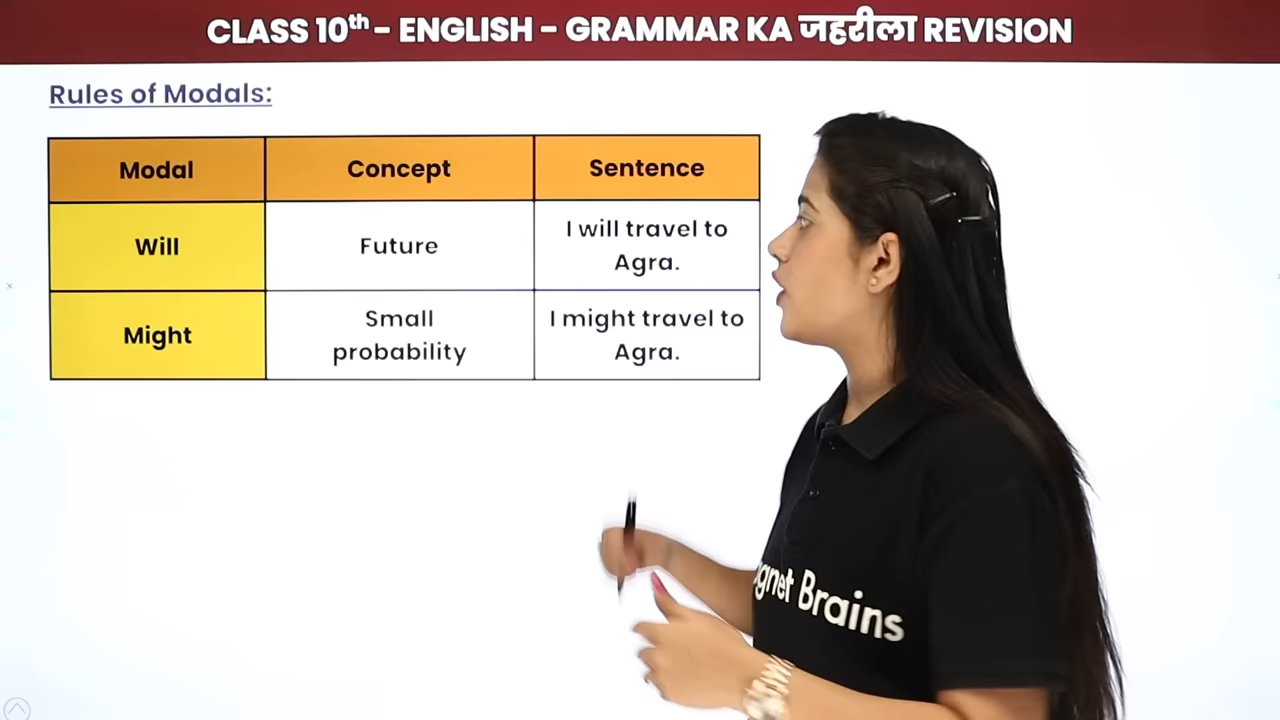 CLASS 10th - ENGLISH - GRAMMAR KA जहरीला REVISION
Rules of Modals:
Modal Concept Sentence
Will Future I will travel to
Agra.
Might Small
probability I might travel to
Agra.
Brains